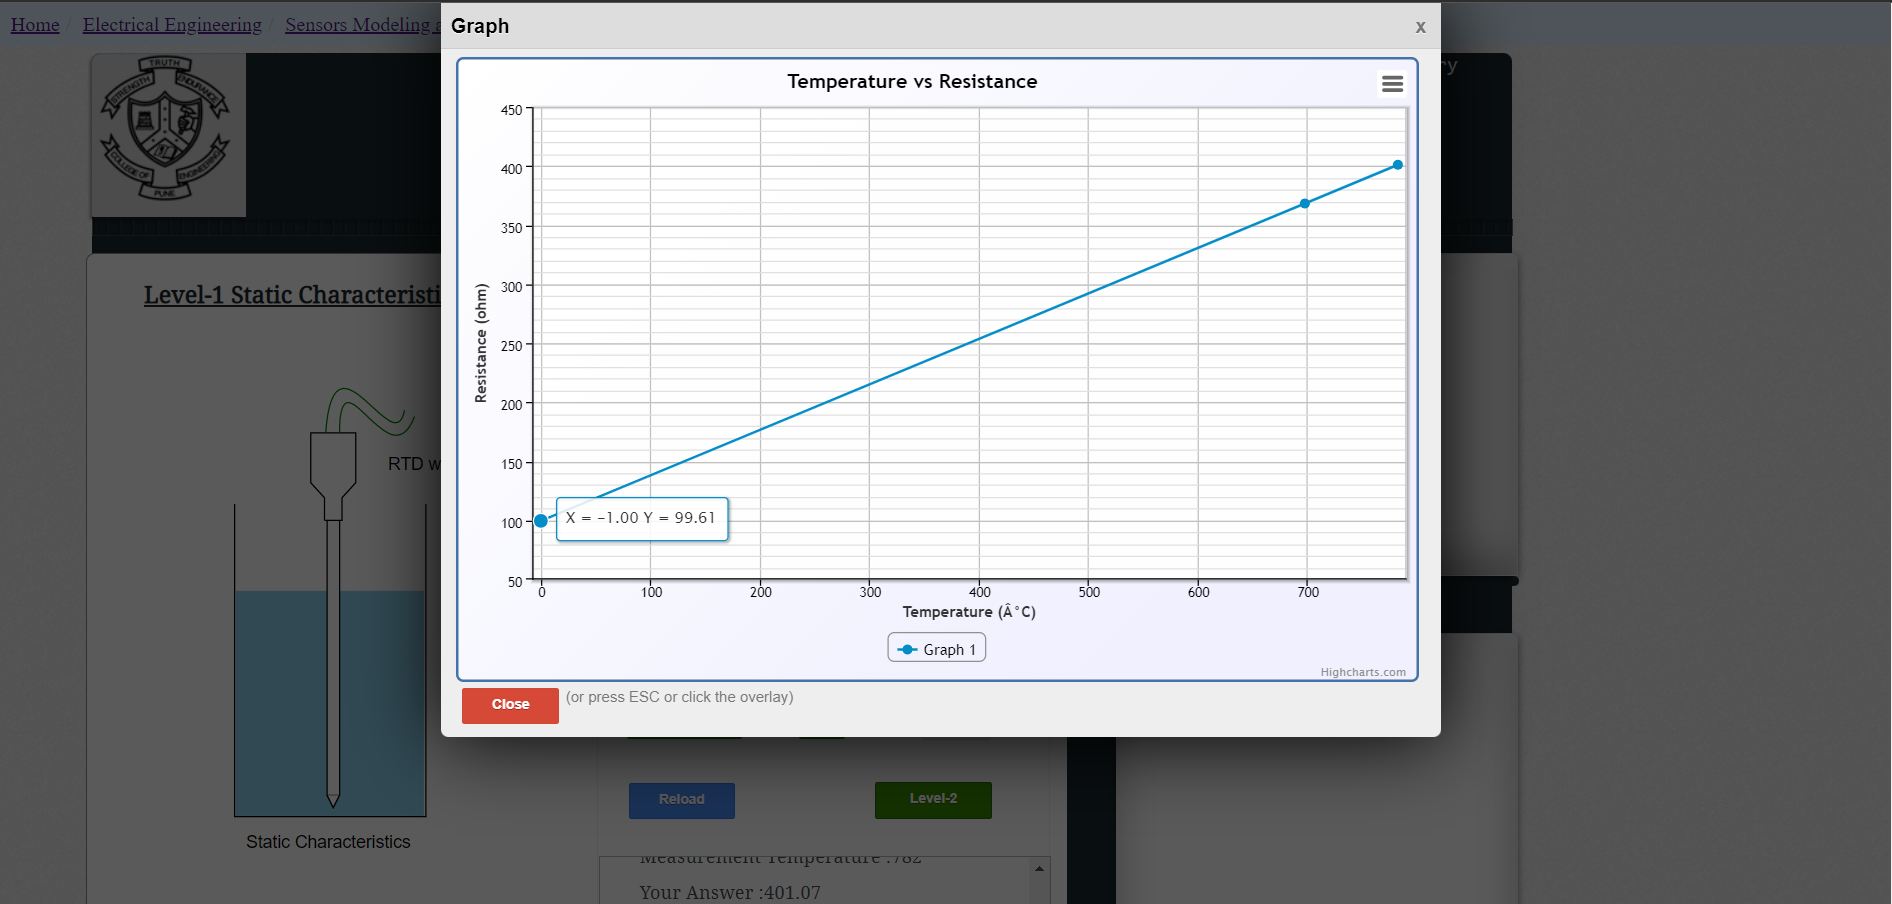 Home / Electrical Engineering / Sensors Modeling a
Graph
x
ry
TRUTH
STRENGTH
ENDURANCE
COLLEGE OF
ENGINEERING
PUNE
Temperature vs Resistance
450
400
350
300
250
200
150
100
50
Resistance (ohm)
X = −1.00 Y = 99.61
0 100 200 300 400 500 600 700
Temperature (Â°C)
Graph 1
Highcharts.com
Close
(or press ESC or click the overlay)
Level-1 Static Characteristi
RTD w
Static Characteristics
Reload
Level-2
Measurement Temperature :782
Your Answer :401.07